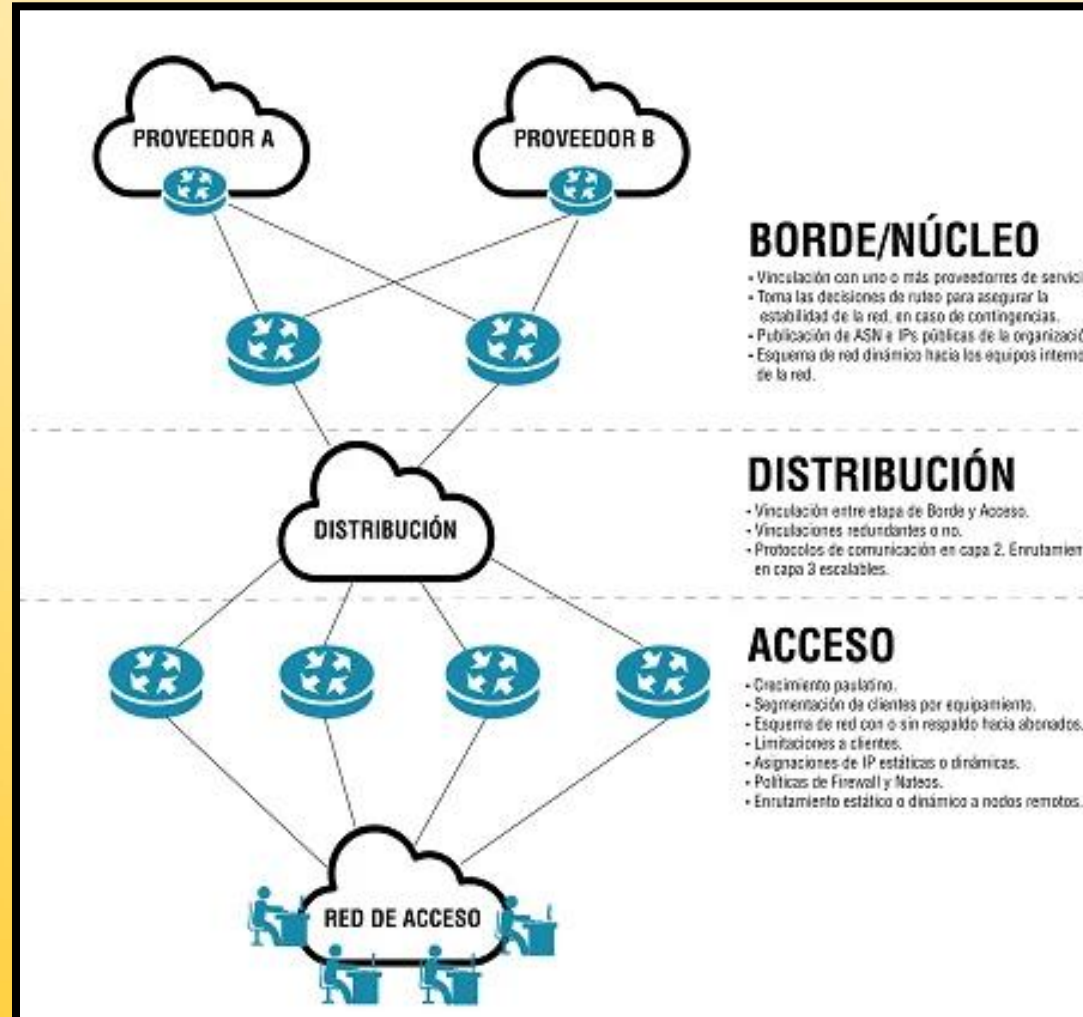 PROVEEDOR A
PROVEEDOR B
BORDE/NÚCLEO
- Vinculación con uno o más proveedorres de servici
- Toma las decisiones de ruteo para asegurar la
estabilidad de la red, en caso de contingencias.
- Publicación de ASN e IPs públicas de la organizació
- Esquema de red dinámico hacia los equipos interno
de la red.
DISTRIBUCIÓN
DISTRIBUCIÓN
- Vinculación entre etapa de Borde y Acceso.
- Vinculaciones redundantes o no.
- Protocolos de comunicación en capa 2. Enrutamien
en capa 3 escalables.
ACCESO
- Crecimiento paulatino.
- Segmentación de clientes por equipamiento.
- Esquema de red con o sin respaldo hacia abonados.
- Limitaciones a clientes.
- Asignaciones de IP estáticas o dinámicas.
- Políticas de Firewall y Nateos.
- Enrutamiento estático o dinámico a nodos remotos.
RED DE ACCESO